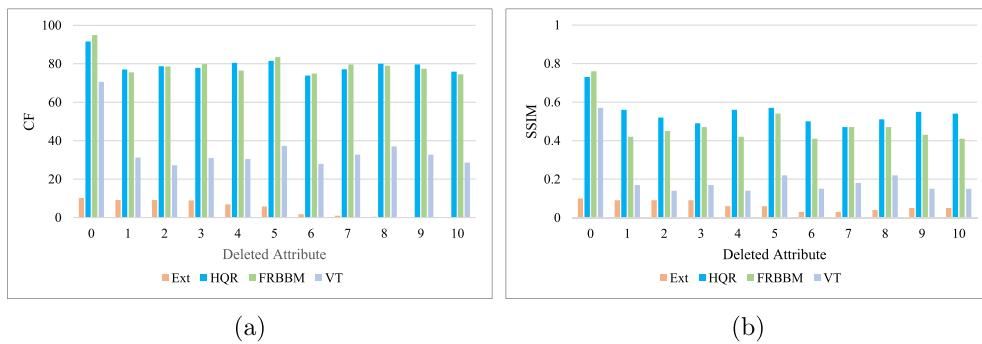 100
80
60
40
20
0
CF
0 1 2 3 4 5 6 7 8 9 10
Deleted Attribute
Ext HQR FRBBM VT
(a)
1
0.8
0.6
0.4
0.2
0
SSIM
0 1 2 3 4 5 6 7 8 9 10
Deleted Attribute
Ext HQR FRBBM VT
(b)